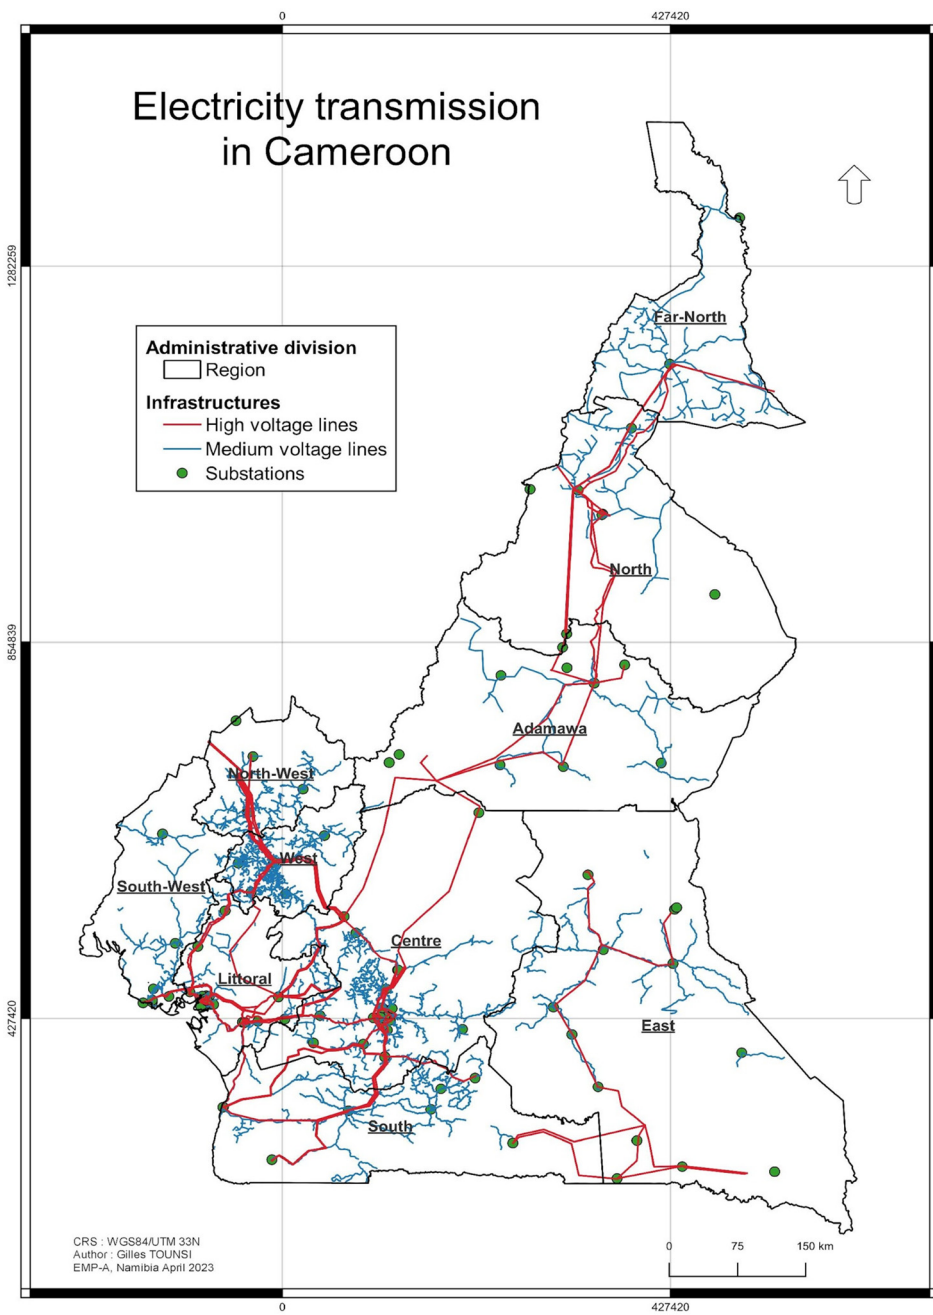 0 427420
Electricity transmission
in Cameroon
1282259
Far-North
Administrative division
Region
Infrastructures
High voltage lines
Medium voltage lines
Substations
North
854839
Adamawa
North-West
West
South-West
Centre
Littoral
427420
East
South
CRS : WGS84/UTM 33N
Author : Gilles TOUNSI
EMP-A, Namibia April 2023
0 75 150 km
0 427420